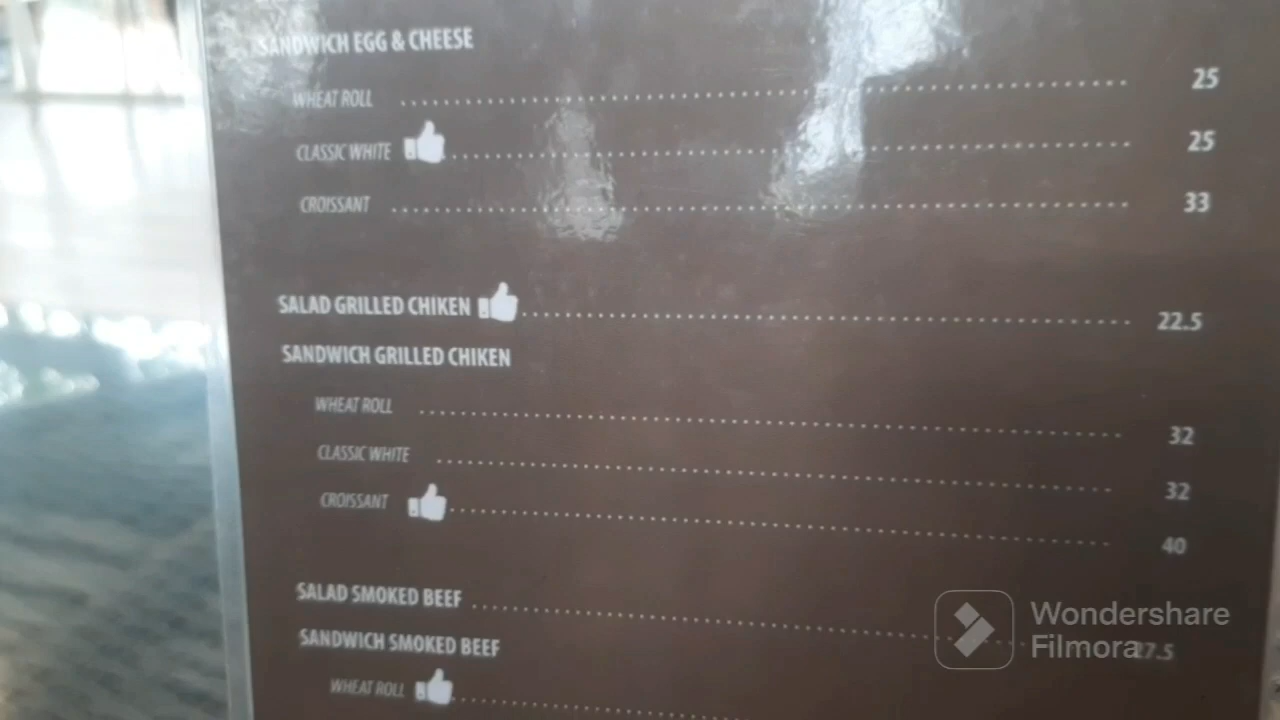 SANDWICH EGG & CHEESE
WHEAT ROLL 25
CLASSIC WHITE 25
CROISSANT 33
SALAD GRILLED CHIKEN 22.5
SANDWICH GRILLED CHIKEN
WHEAT ROLL 32
CLASSIC WHITE 32
CROISSANT 40
SALAD SMOKED BEEF
SANDWICH SMOKED BEEF
WHEAT ROLL
Wondershare
Filmora